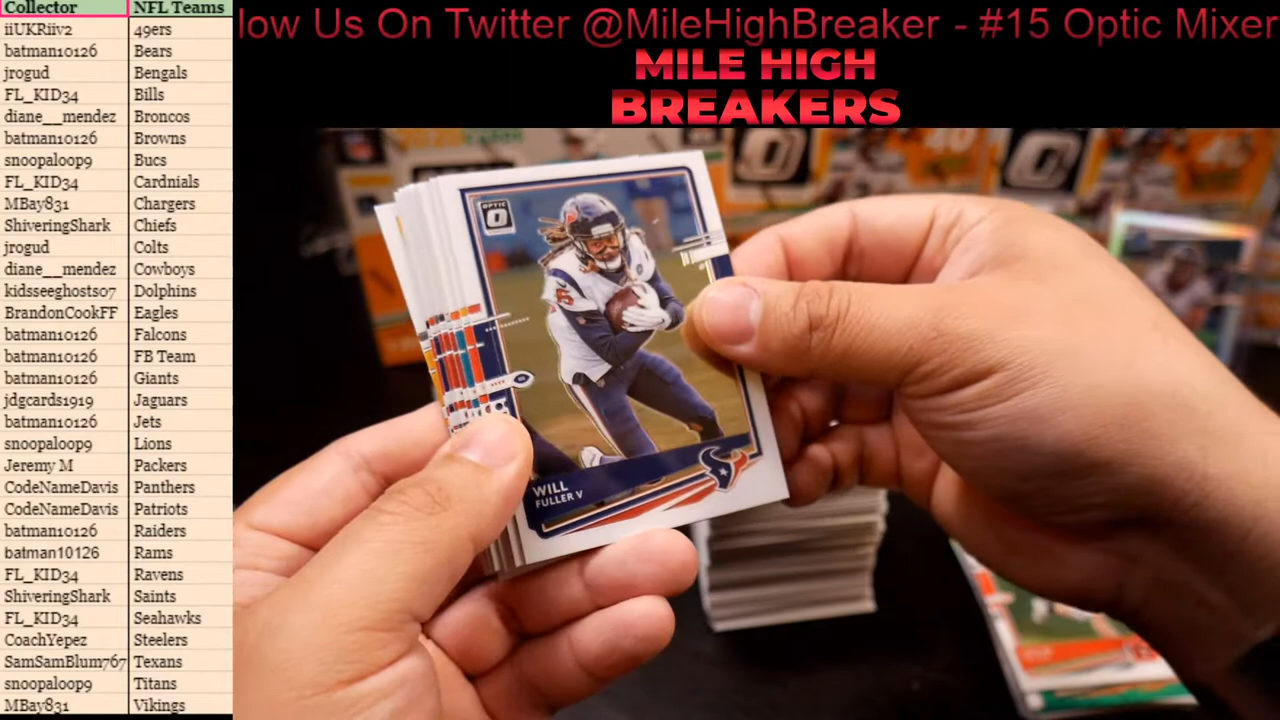 Collector NFL Teams
iiUKRiiv2 49ers
batman10126 Bears
jrogud Bengals
FL_KID34 Bills
diane__mendez Broncos
batman10126 Browns
snoopaloop9 Bucs
FL_KID34 Cardnials
MBay831 Chargers
ShiveringShark Chiefs
jrogud Colts
diane__mendez Cowboys
kidsseeghosts07 Dolphins
BrandonCookFF Eagles
batman10126 Falcons
batman10126 FB Team
batman10126 Giants
jdgcards1919 Jaguars
batman10126 Jets
snoopaloop9 Lions
Jeremy M Packers
CodeNameDavis Panthers
CodeNameDavis Patriots
batman10126 Raiders
batman10126 Rams
FL_KID34 Ravens
ShiveringShark Saints
FL_KID34 Seahawks
CoachYepez Steelers
SamSamBlum767 Texans
snoopaloop9 Titans
MBay831 Vikings
low Us On Twitter @MileHighBreaker - #15 Optic Mixer
MILE HIGH
BREAKERS
OPTIC
WILL
FULLER V